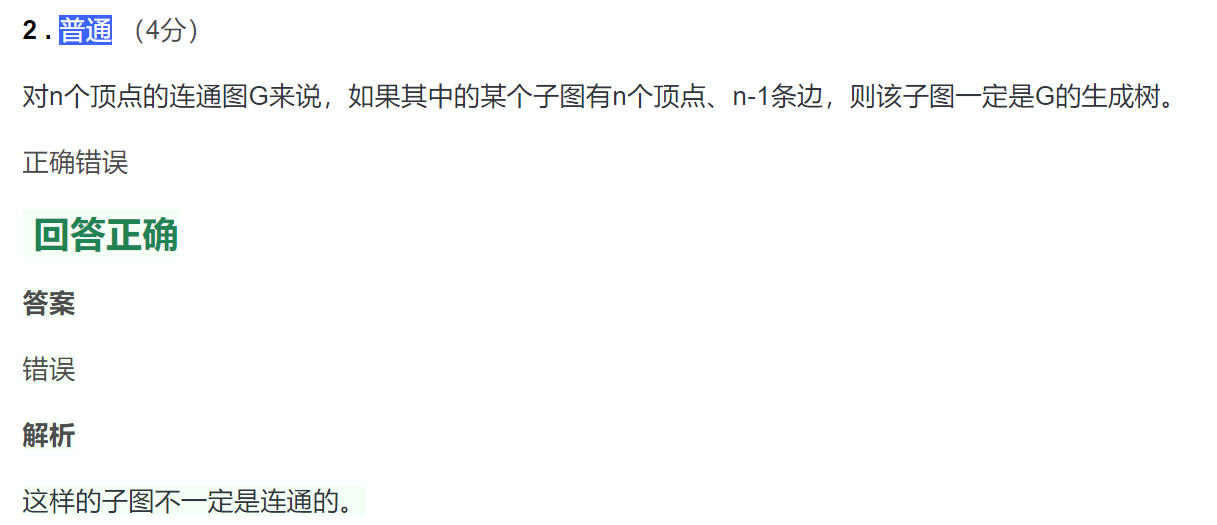 2 . 普通 （4分）
对n个顶点的连通图G来说，如果其中的某个子图有n个顶点、n-1条边，则该子图一定是G的生成树。
正确错误
回答正确
答案
错误
解析
这样的子图不一定是连通的。